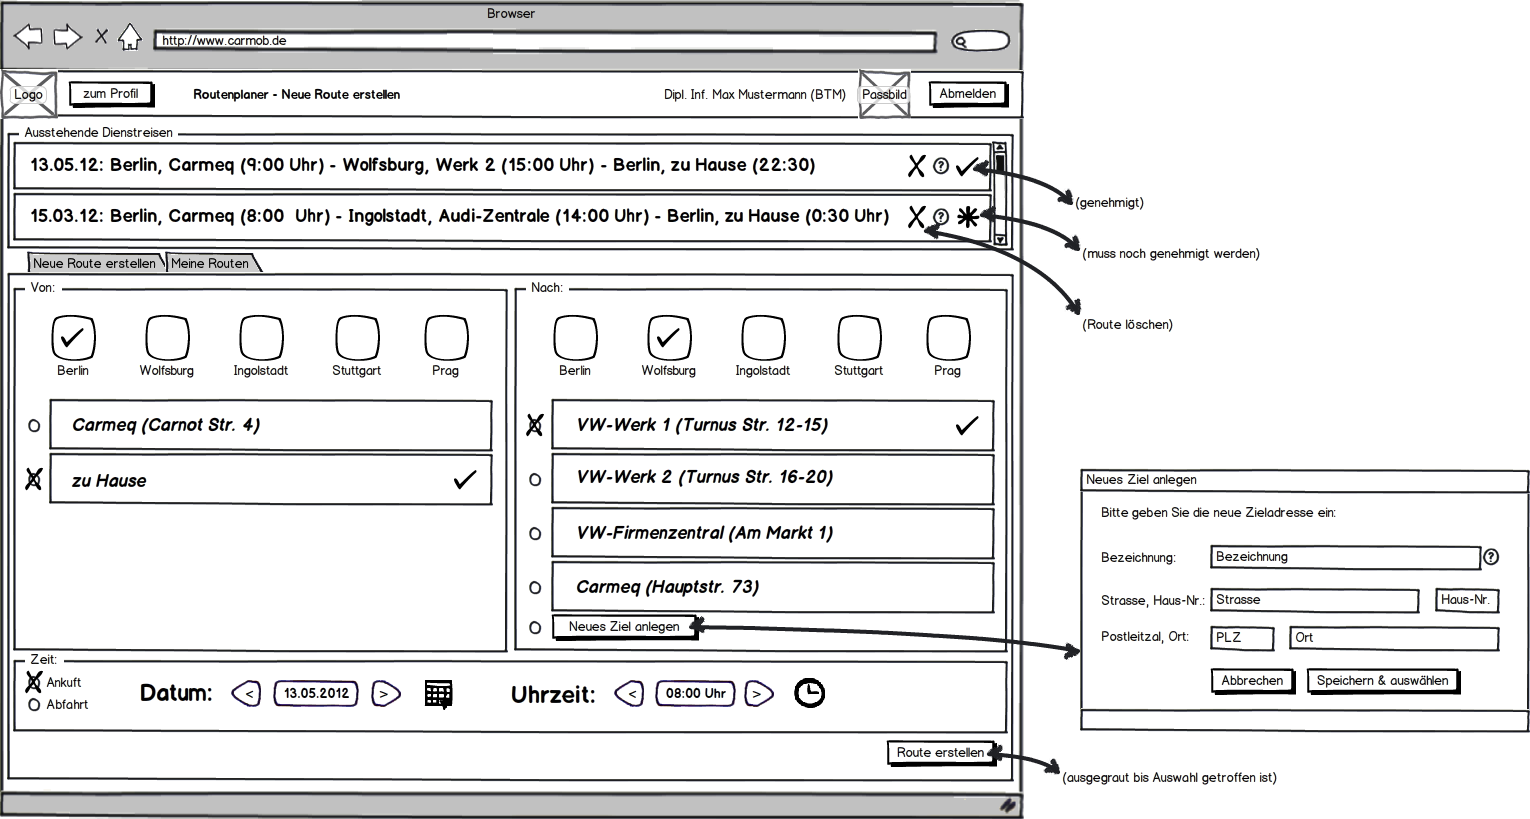 Browser
http://www.carmob.de
Logo
zum Profil
Routenplaner - Neue Route erstellen
Dipl. Inf. Max Mustermann (BTM)
Passbild
Abmelden
Ausstehende Dienstreisen
13.05.12: Berlin, Carmeq (9:00 Uhr) - Wolfsburg, Werk 2 (15:00 Uhr) - Berlin, zu Hause (22:30)
(genehmigt)
15.03.12: Berlin, Carmeq (8:00 Uhr) - Ingolstadt, Audi-Zentrale (14:00 Uhr) - Berlin, zu Hause (0:30 Uhr)
(muss noch genehmigt werden)
(Route löschen)
Neue Route erstellen
Meine Routen
Von:
Berlin
Wolfsburg
Ingolstadt
Stuttgart
Prag
Carmeq (Carnot Str. 4)
zu Hause
Nach:
Berlin
Wolfsburg
Ingolstadt
Stuttgart
Prag
VW-Werk 1 (Turnus Str. 12-15)
VW-Werk 2 (Turnus Str. 16-20)
VW-Firmenzentral (Am Markt 1)
Carmeq (Hauptstr. 73)
Neues Ziel anlegen
Zeit:
Ankuft
Abfahrt
Datum:
<
13.05.2012
>
Uhrzeit:
<
08:00 Uhr
>
Route erstellen
(ausgegraut bis Auswahl getroffen ist)
Neues Ziel anlegen
Bitte geben Sie die neue Zieladresse ein:
Bezeichnung:
Bezeichnung
?
Strasse, Haus-Nr.:
Strasse
Haus-Nr.
Postleitzal, Ort:
PLZ
Ort
Abbrechen
Speichern & auswählen